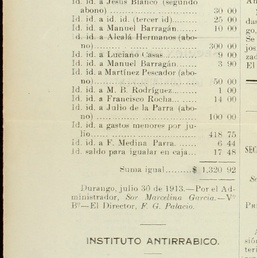 Id. id. a Jesús Blanco (segundo
abono) ........ 30 00
Id. id. a id. id. (tercer id) ..... 25 00
Id. id. a Manuel Barragán ..... 10 00
d. id. a Alcalá Hermanos (abo-
no) ........ 300 00
Id. id. a Luciano Casas ........ 9 00
Id. id. a Manuel Barragán ..... 3 90
Id. id. a Martínez Pescador (abo-
no) ........ 50 00
Id. id. a M. B. Rodríguez ..... 1 00
Id. id. a Francisco Rocha ..... 14 00
Id. id. a Julio de la Parra (abo-
no) ........ 100 00
Id. id. a gastos menores por ju-
lio ........ 418 75
Id. id. a F. Medina Parra ..... 6 44
Id. saldo para igualar en caja... 17 48
Suma igual ........ $ 1,320 92
Durango, julio 30 de 1913.—Por el Ad-
ministrador, Sor Marcelina García.—Vº
Bº—El Director, F. G. Palacio.
INSTITUTO ANTIRRABICO.